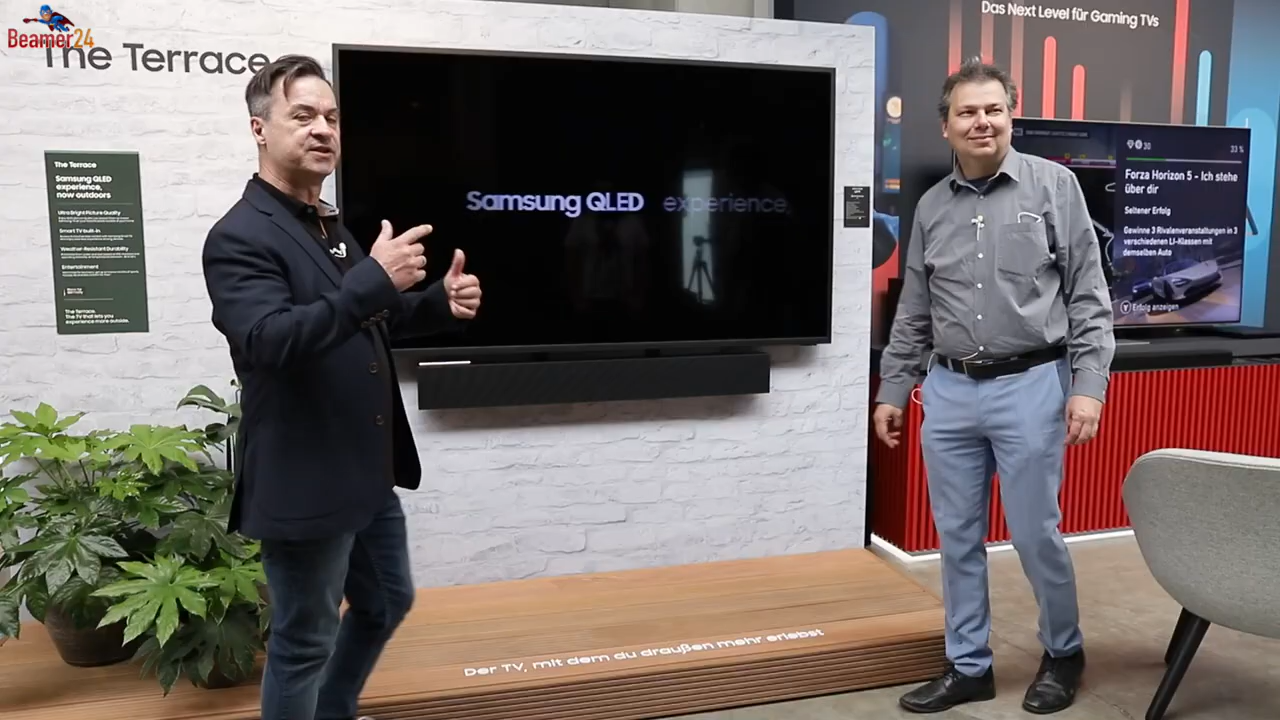 Beamer24
The Terrace
Das Next Level für Gaming TVs
The Terrace
Samsung QLED
experience,
now outdoors
Ultra Bright Picture Quality
Smart TV built-in
Weather-Resistant Durability
Entertainment
The Terrace.
The TV that lets you
experience more outside.
Samsung QLED experience,
30
33 %
Forza Horizon 5 - Ich stehe
über dir
Seltener Erfolg
Gewinne 3 Rivalenveranstaltungen in 3
verschiedenen LI-Klassen mit
demselben Auto
Y Erfolg anzeigen
Der TV, mit dem du draußen mehr erlebst